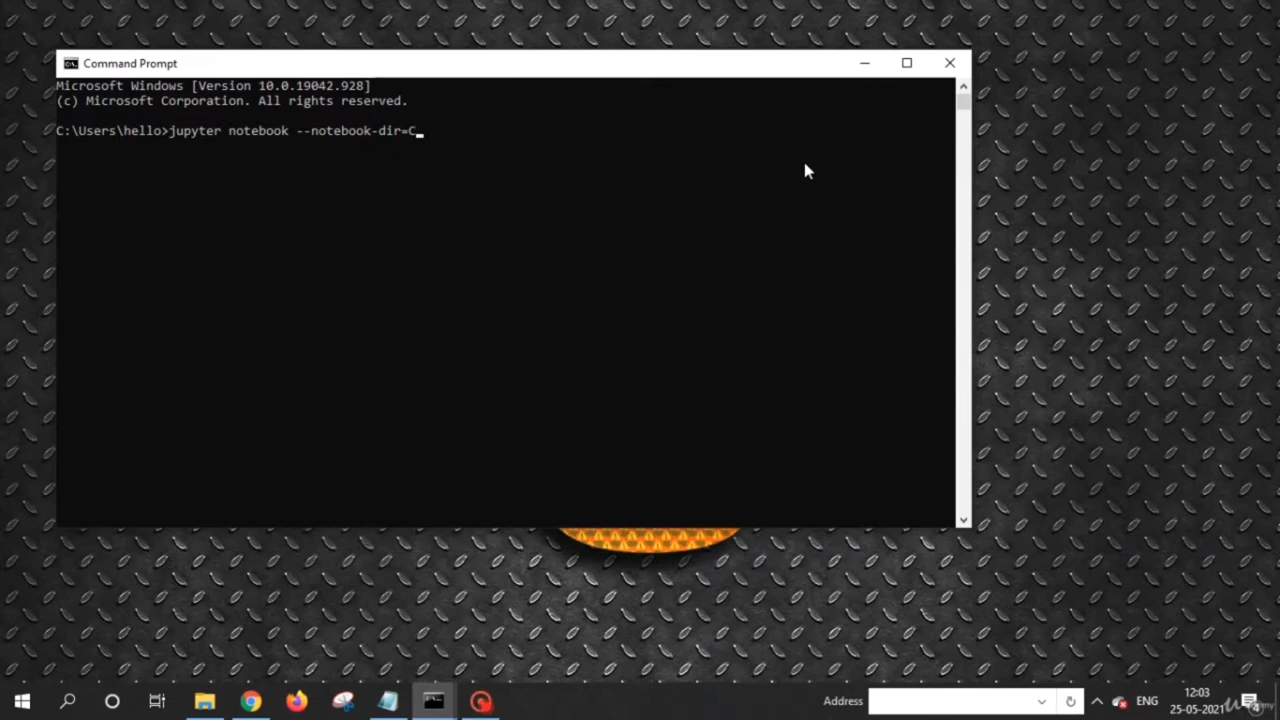 Command Prompt
Microsoft Windows [Version 10.0.19042.928]
(c) Microsoft Corporation. All rights reserved.
C:\Users\hello>jupyter notebook --notebook-dir=C
Address
ENG
12:03
25-05-2021
4